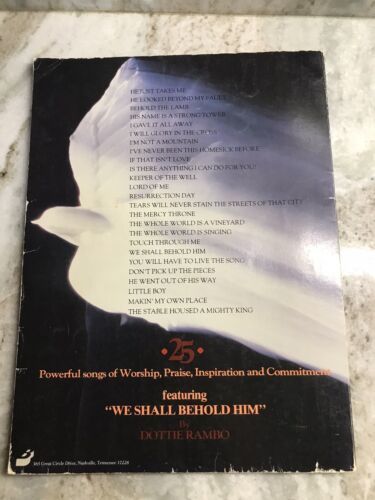 HE JUST TAKES ME
HE LOOKED BEYOND MY FAULT
BEHOLD THE LAMB
HIS NAME IS A STRONG TOWER
I GAVE IT ALL AWAY
I WILL GLORY IN THE CROSS
I'M NOT A MOUNTAIN
I'VE NEVER BEEN THIS HOMESICK BEFORE
IF THAT ISN'T LOVE
IS THERE ANYTHING I CAN DO FOR YOU?
KEEPER OF THE WELL
LORD OF ME
RESURRECTION DAY
TEARS WILL NEVER STAIN THE STREETS OF THAT CITY
THE MERCY THRONE
THE WHOLE WORLD IS A VINEYARD
THE WHOLE WORLD IS SINGING
TOUCH THROUGH ME
WE SHALL BEHOLD HIM
YOU WILL HAVE TO LIVE THE SONG
DON'T PICK UP THE PIECES
HE WENT OUT OF HIS WAY
LITTLE BOY
MAKIN' MY OWN PLACE
THE STABLE HOUSED A MIGHTY KING
• 25 •
Powerful songs of Worship, Praise, Inspiration and Commitment
featuring
"WE SHALL BEHOLD HIM"
By
DOTTIE RAMBO
365 Great Circle Drive, Nashville, Tennessee 37228